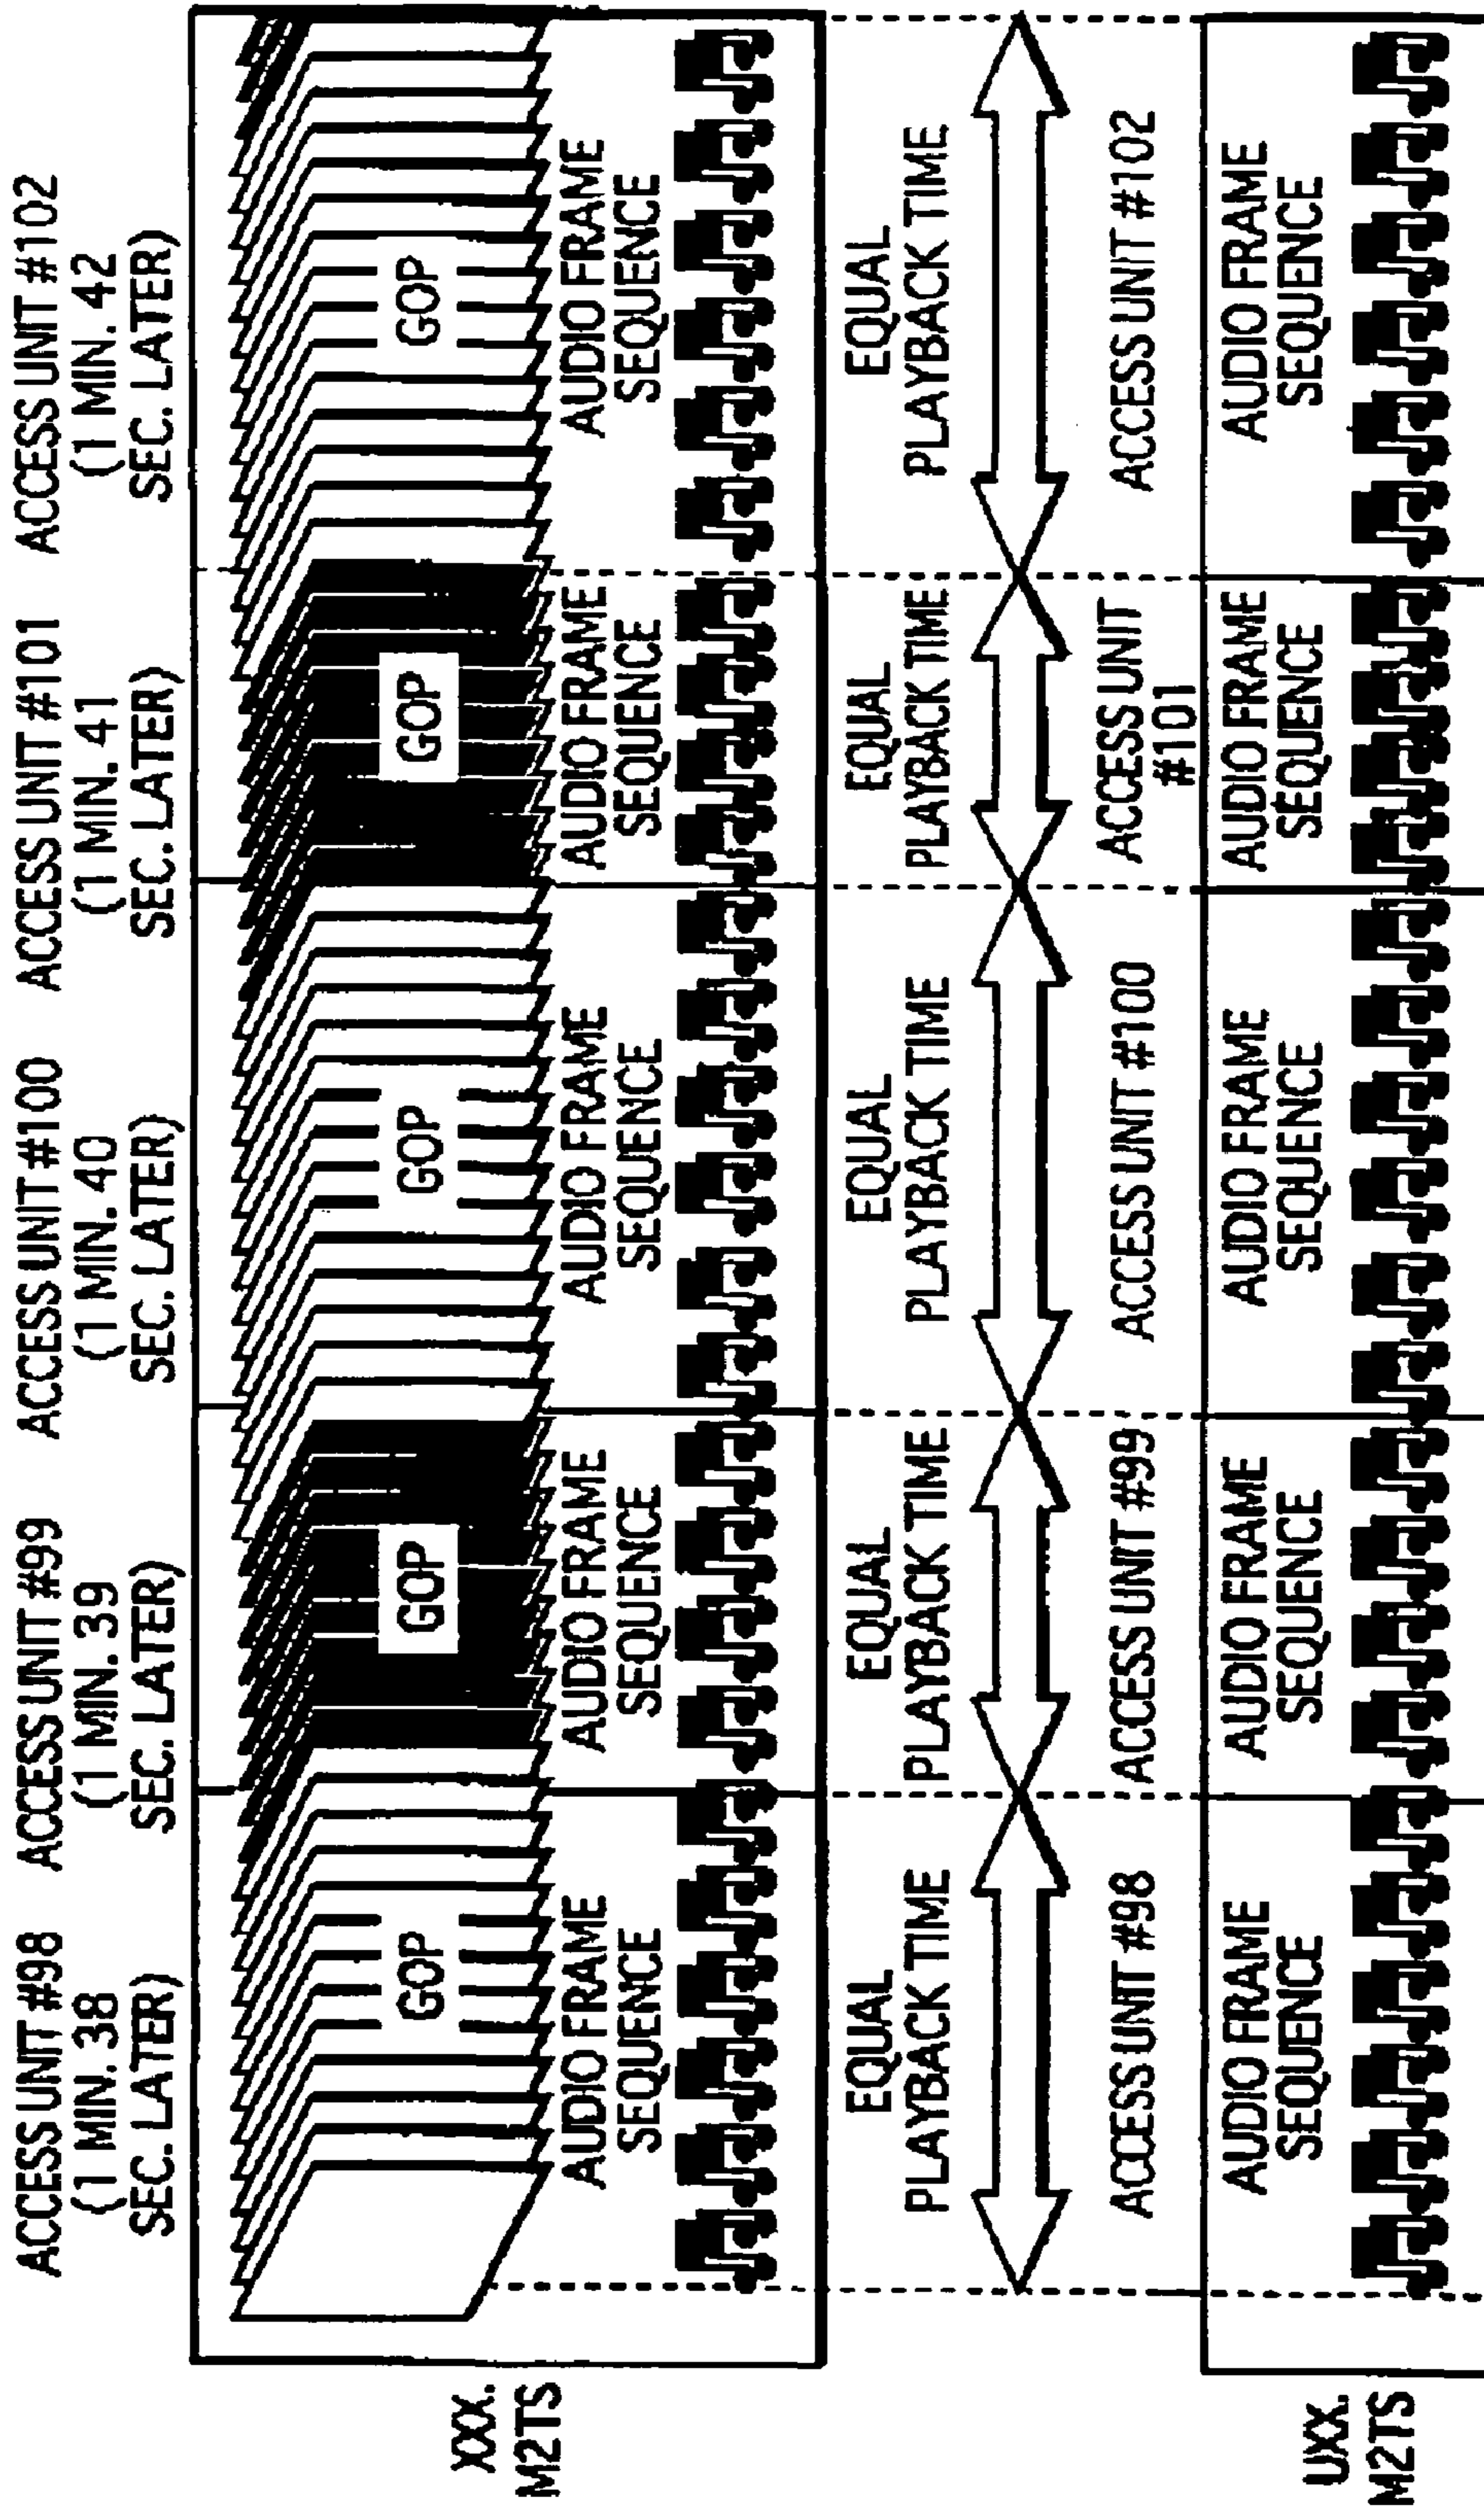 ACCESS UNIT #98
(1 MIN. 38
SEC. LATER)
ACCESS UNIT #99
(1 MIN. 39
SEC. LATER)
ACCESS UNIT #100
(1 MIN. 40
SEC. LATER)
ACCESS UNIT #101
(1 MIN. 41
SEC. LATER)
ACCESS UNIT #102
(1 MIN. 42
SEC. LATER)
XXX.
M2TS
GOP
GOP
GOP
GOP
GOP
AUDIO FRAME
SEQUENCE
AUDIO FRAME
SEQUENCE
AUDIO FRAME
SEQUENCE
AUDIO FRAME
SEQUENCE
AUDIO FRAME
SEQUENCE
EQUAL
PLAYBACK TIME
EQUAL
PLAYBACK TIME
EQUAL
PLAYBACK TIME
EQUAL
PLAYBACK TIME
EQUAL
PLAYBACK TIME
ACCESS UNIT #98
ACCESS UNIT #99
ACCESS UNIT #100
ACCESS UNIT
#101
ACCESS UNIT #102
UXX.
M2TS
AUDIO FRAME
SEQUENCE
AUDIO FRAME
SEQUENCE
AUDIO FRAME
SEQUENCE
AUDIO FRAME
SEQUENCE
AUDIO FRAME
SEQUENCE